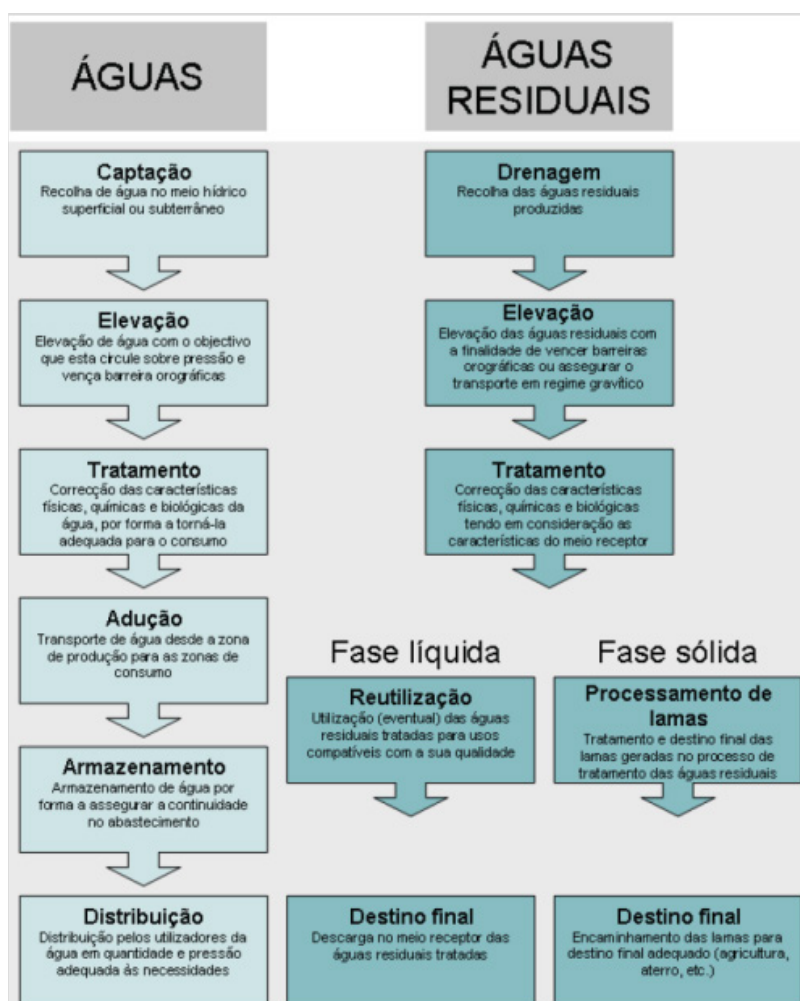 ÁGUAS
Captação
Recolha de água no meio hídrico
superficial ou subterrâneo
Elevação
Elevação de água com o objectivo
que esta circule sobre pressão e
vença barreira orográficas
Tratamento
Correcção das características
físicas, químicas e biológicas da
água, por forma a torná-la
adequada para o consumo
Adução
Transporte de água desde a zona
de produção para as zonas de
consumo
Armazenamento
Armazenamento de água por
forma a assegurar a continuidade
no abastecimento
Distribuição
Distribuição pelos utilizadores da
água em quantidade e pressão
adequada às necessidades
ÁGUAS
RESIDUAIS
Drenagem
Recolha das águas residuais
produzidas
Elevação
Elevação das águas residuais com
a finalidade de vencer barreiras
orográficas ou assegurar o
transporte em regime gravítico
Tratamento
Correcção das características
físicas, químicas e biológicas
tendo em consideração as
características do meio receptor
Fase líquida
Reutilização
Utilização (eventual) das águas
residuais tratadas para usos
compatíveis com a sua qualidade
Destino final
Descarga no meio receptor das
águas residuais tratadas
Fase sólida
Processamento de
lamas
Tratamento e destino final das
lamas geradas no processo de
tratamento das águas residuais
Destino final
Encaminhamento das lamas para
destino final adequado (agricultura,
aterro, etc.)